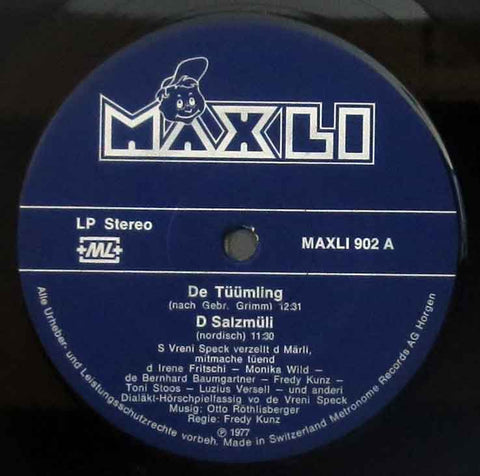 MAXLI
LP Stereo
ML
MAXLI 902 A
De Tüümling
(nach Gebr. Grimm) 12:31
D Salzmüli
(nordisch) 11:30
S Vreni Speck verzellt d Märli,
mitmache tüend
d Irene Fritschi – Monika Wild –
de Bernhard Baumgartner – Fredy Kunz –
Toni Sloos – Luzius Versell – und anderi
Dialäkt-Hörschpielfassig vo de Vreni Speck
Musig: Otto Röthlisberger
Regie: Fredy Kunz
Ⓟ 1977
Alle Urheber- und Leistungsschutzrechte vorbeh. Made in Switzerland Metronome Records AG Horgen